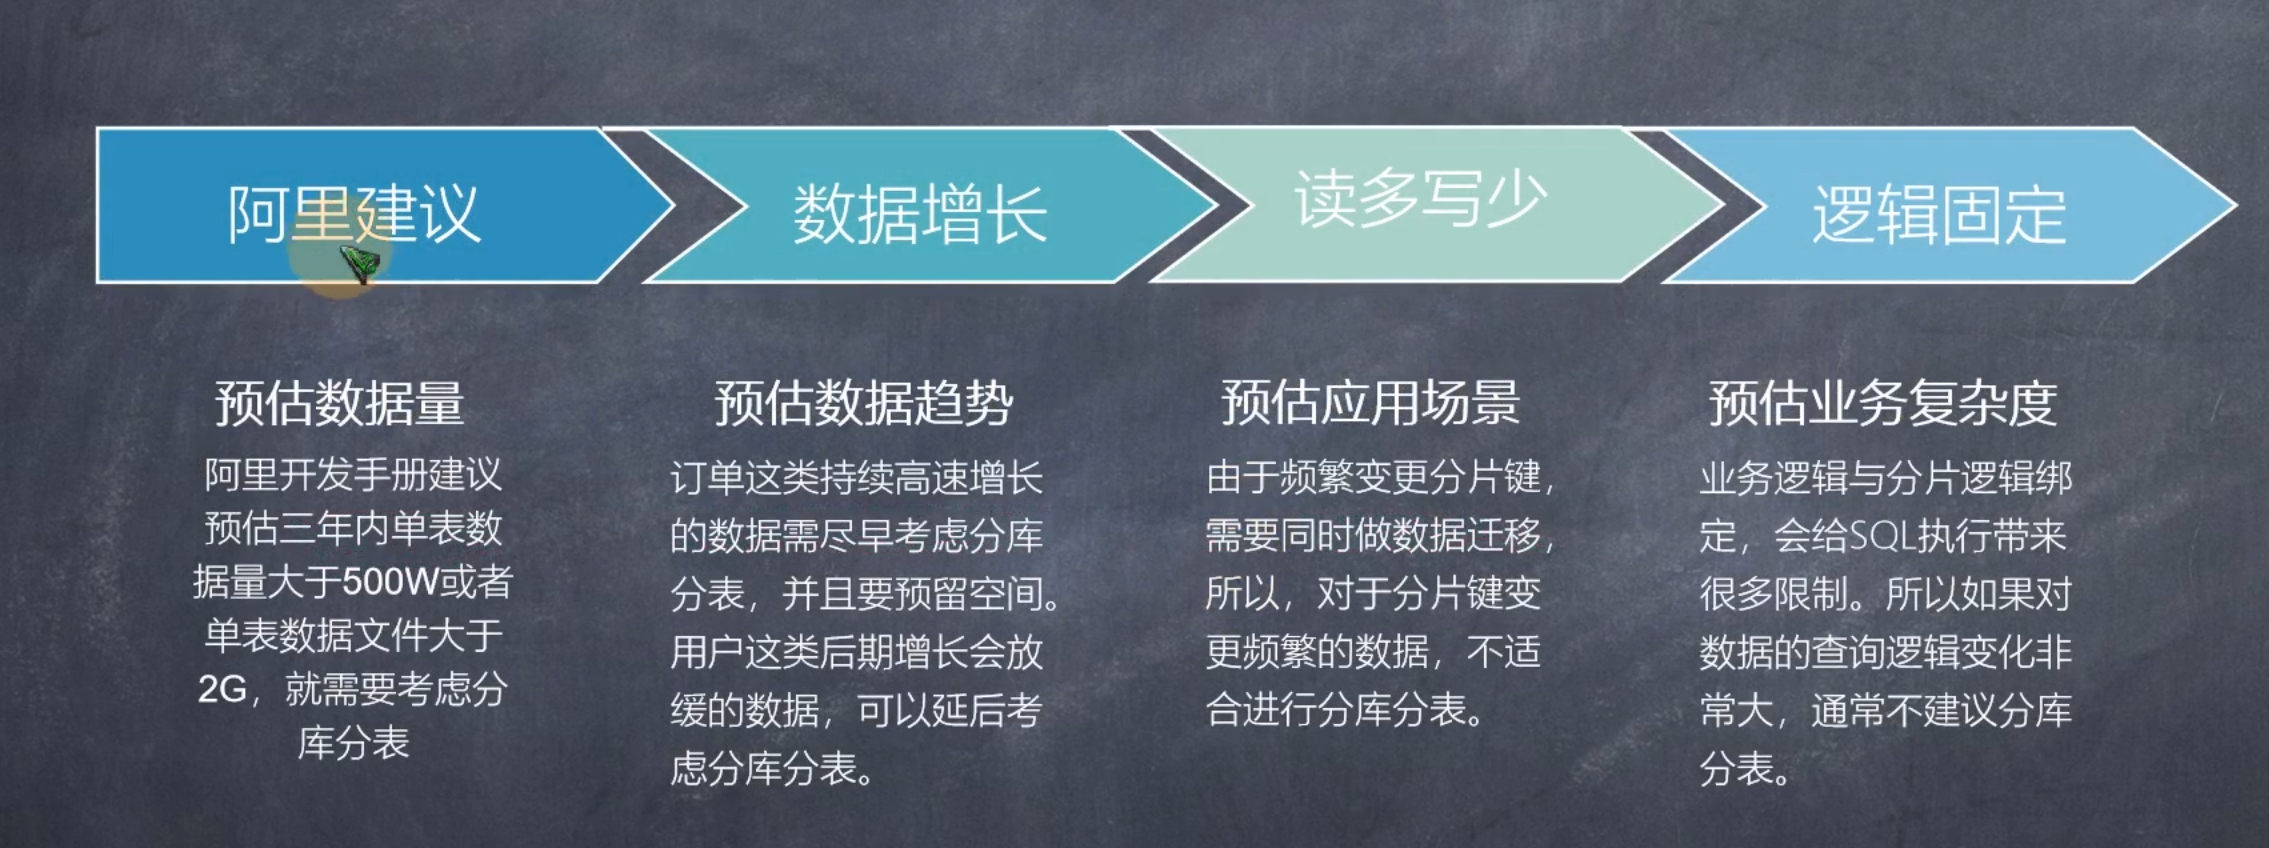 阿里建议
数据增长
读多写少
逻辑固定
预估数据量
阿里开发手册建议
预估三年内单表数
据量大于500W或者
单表数据文件大于
2G，就需要考虑分
库分表
预估数据趋势
订单这类持续高速增长
的数据需尽早考虑分库
分表，并且要预留空间。
用户这类后期增长会放
缓的数据，可以延后考
虑分库分表。
预估应用场景
由于频繁变更分片键，
需要同时做数据迁移，
所以，对于分片键变
更频繁的数据，不适
合进行分库分表。
预估业务复杂度
业务逻辑与分片逻辑绑
定，会给SQL执行带来
很多限制。所以如果对
数据的查询逻辑变化非
常大，通常不建议分库
分表。